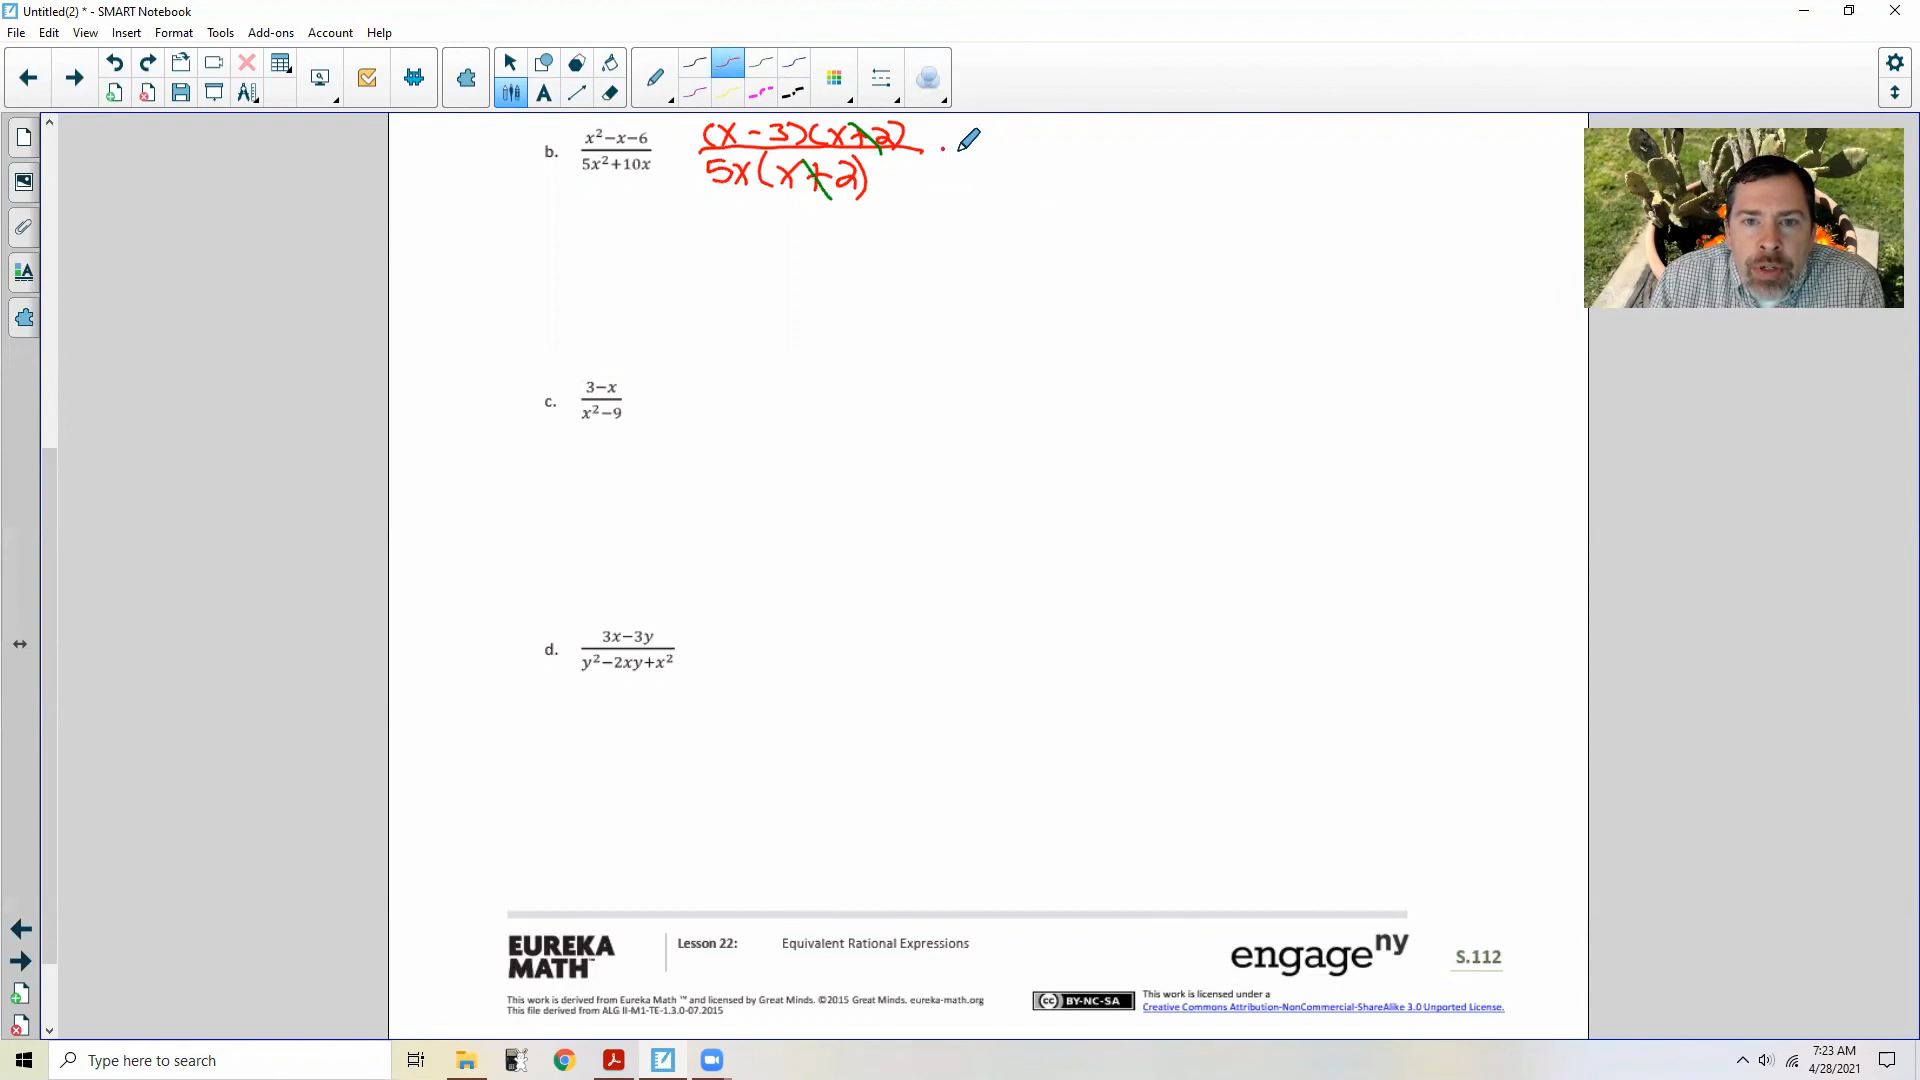 Untitled(2) * - SMART Notebook
File Edit View Insert Format Tools Add-ons Account Help
b. x²−x−6
5x²+10x
(x - 3)(x+2)
5x(x+2)
.
c. 3−x
x²−9
d. 3x−3y
y²−2xy+x²
EUREKA
MATH™
Lesson 22: Equivalent Rational Expressions
engageny
S.112
This work is derived from Eureka Math ™ and licensed by Great Minds. ©2015 Great Minds. eureka-math.org
This file derived from ALG II-M1-TE-1.3.0-07.2015
cc BY-NC-SA
This work is licensed under a
Creative Commons Attribution-NonCommercial-ShareAlike 3.0 Unported License.
Type here to search
7:23 AM
4/28/2021